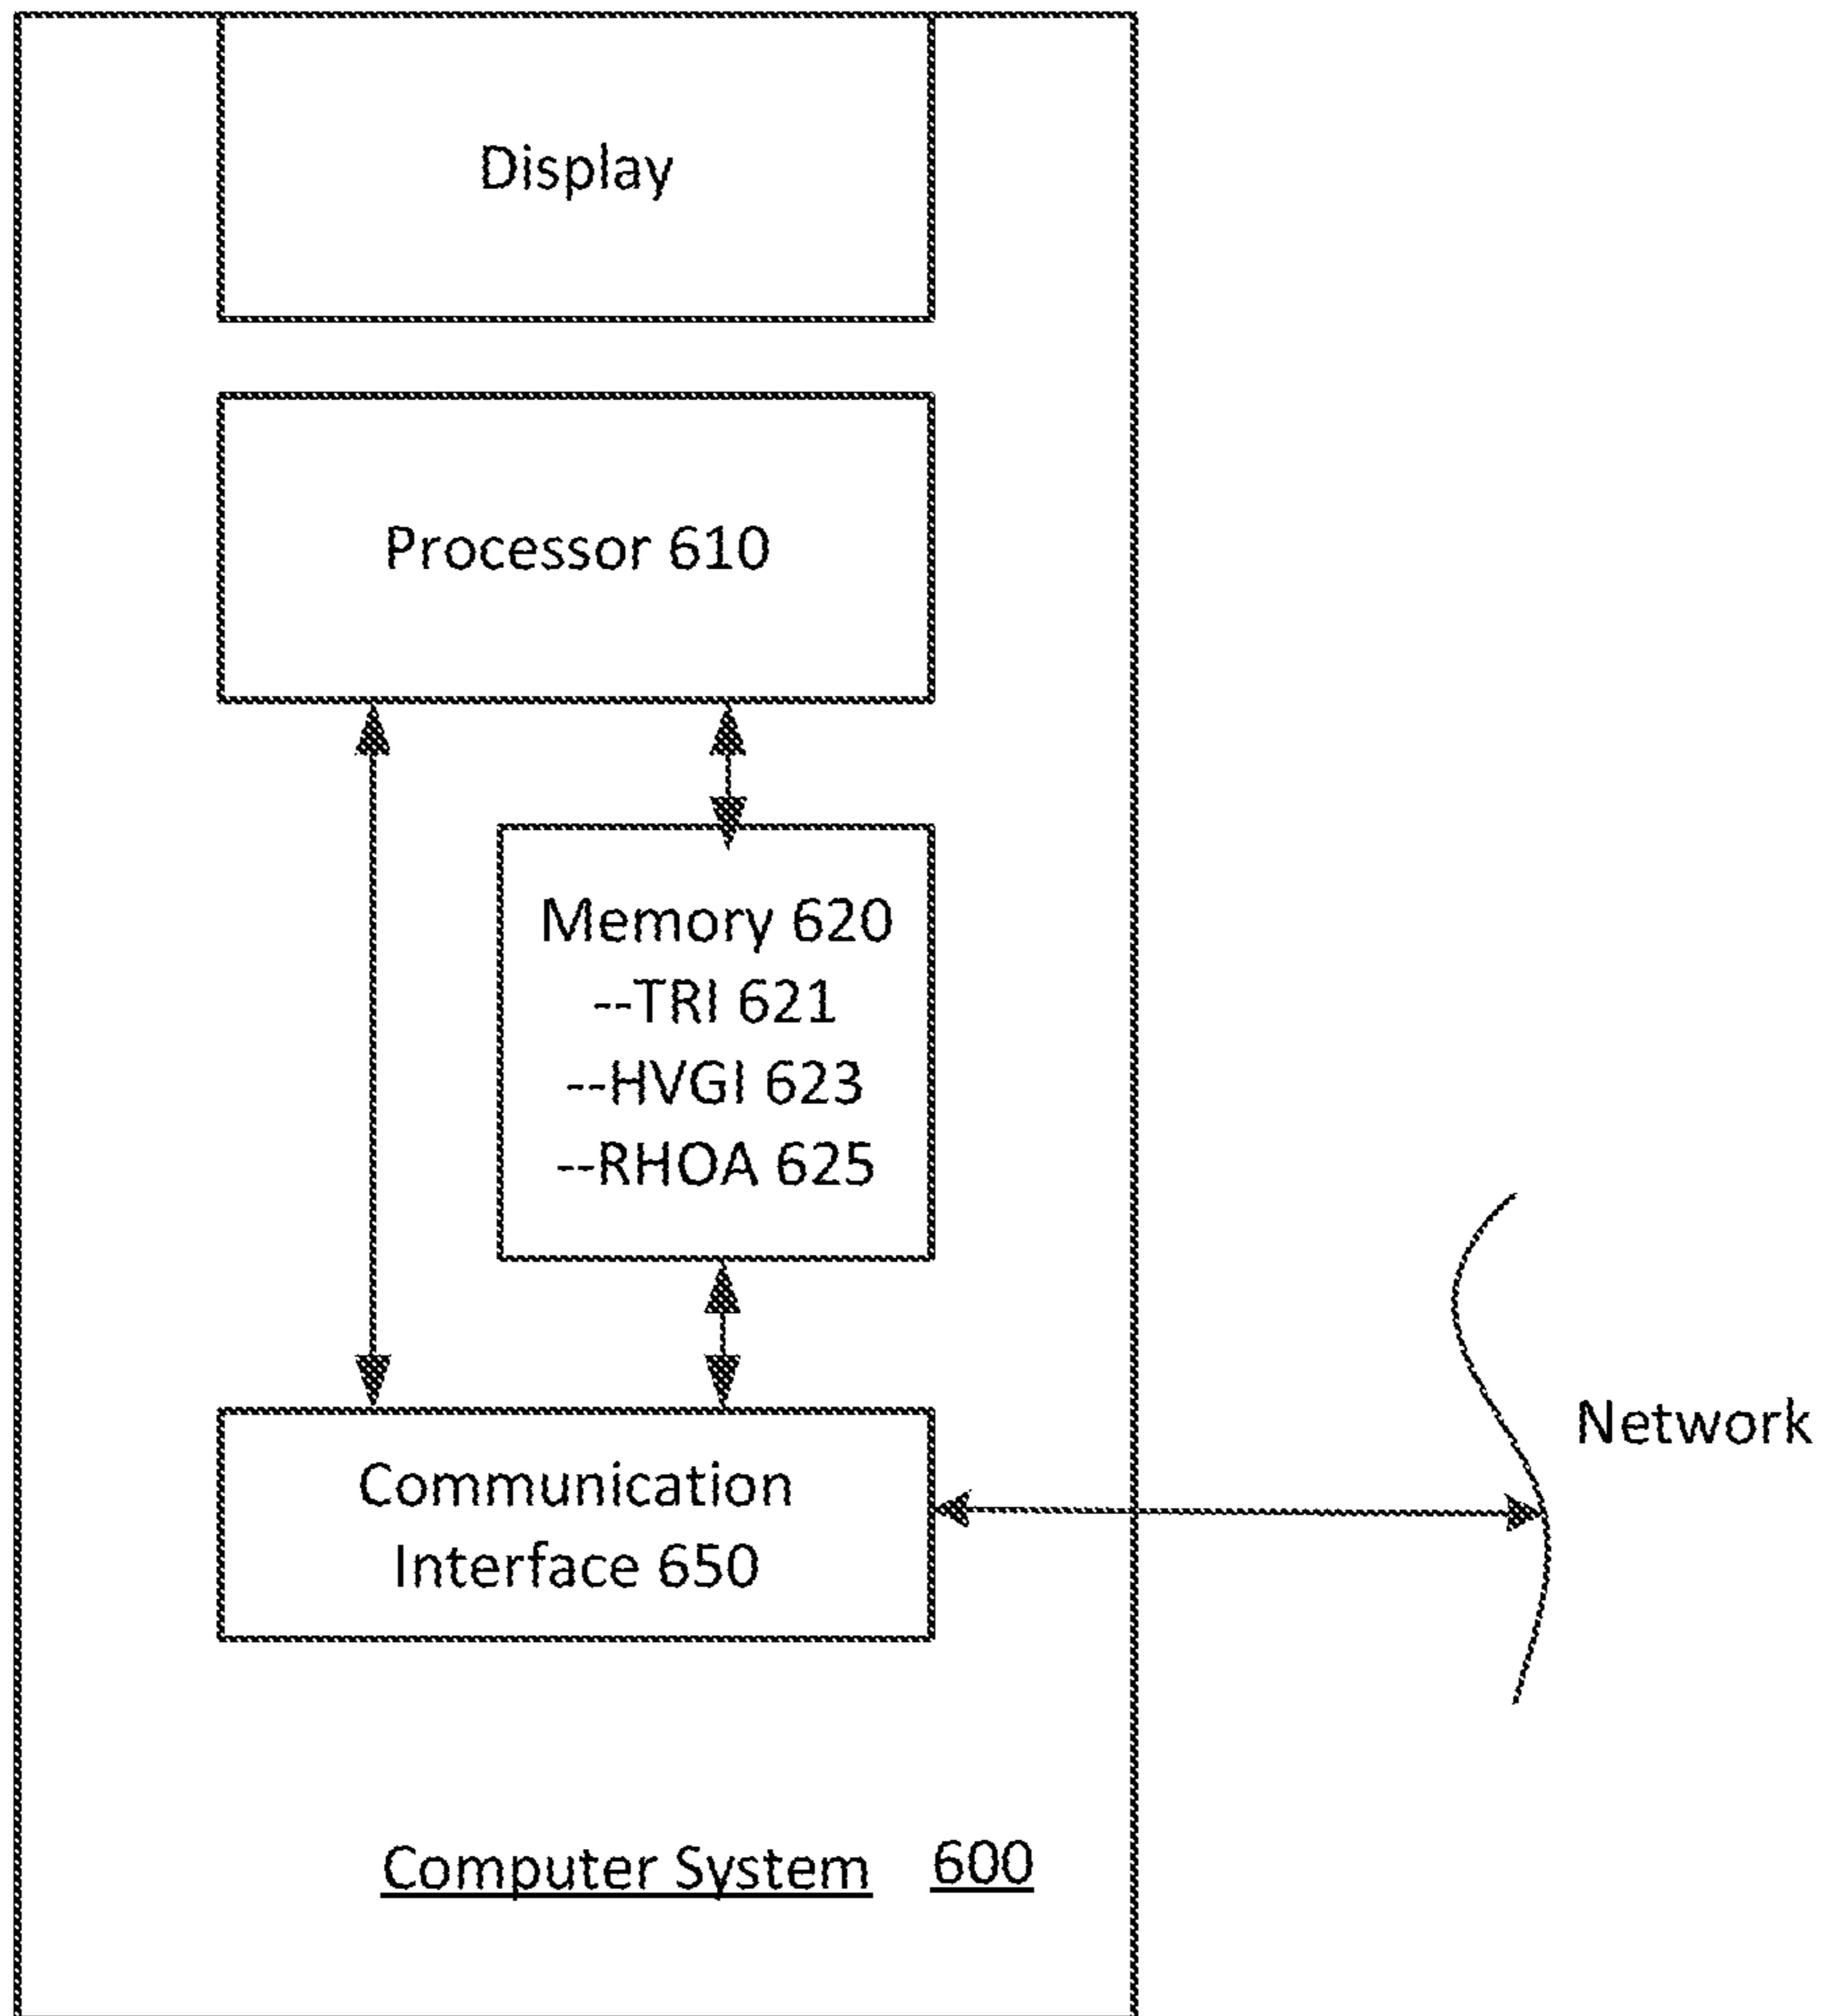 Display
Processor 610
Memory 620
--TRI 621
--HVGI 623
--RHOA 625
Network
Communication
Interface 650
Computer System 600